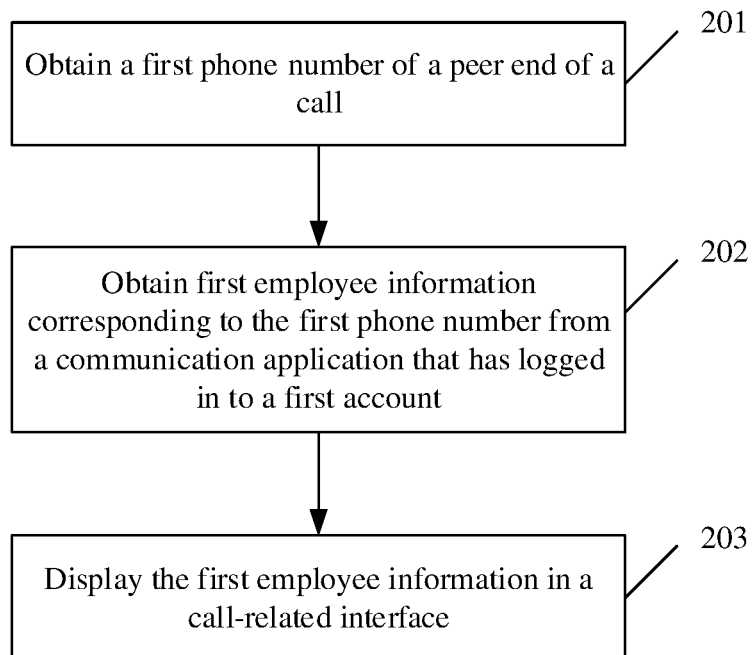 201
Obtain a first phone number of a peer end of a
call
202
Obtain first employee information
corresponding to the first phone number from
a communication application that has logged
in to a first account
203
Display the first employee information in a
call-related interface